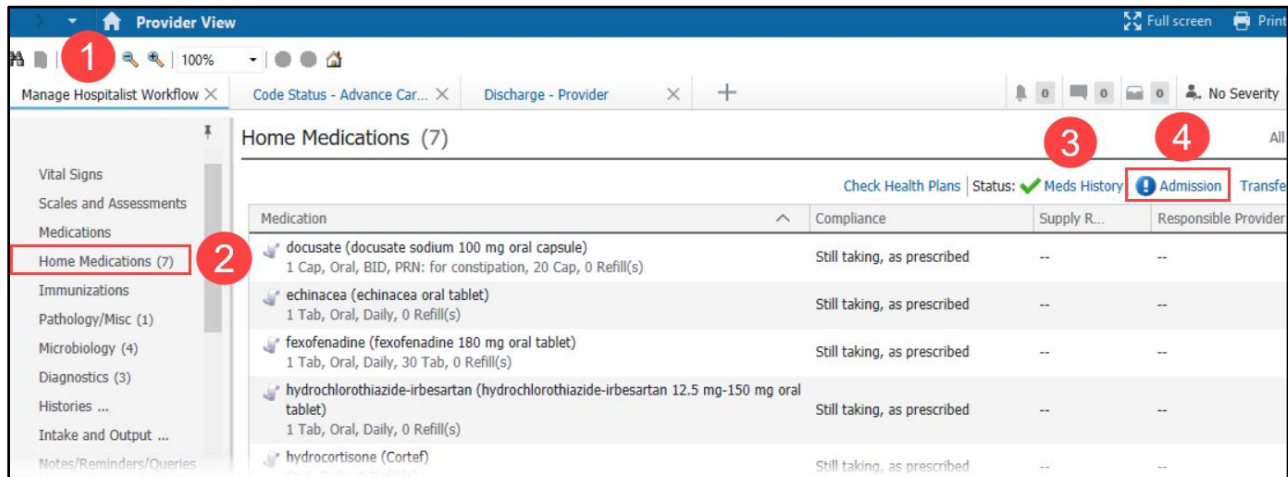 Provider View
Full screen
Print
1
100%
Manage Hospitalist Workflow
Code Status - Advance Car...
Discharge - Provider
0
0
0
No Severity
Home Medications (7)
3
4
All
Vital Signs
Scales and Assessments
Medications
Home Medications (7)
2
Immunizations
Pathology/Misc (1)
Microbiology (4)
Diagnostics (3)
Histories ...
Intake and Output ...
Notes/Reminders/Queries
Check Health Plans | Status: Meds History Admission Transfe
Medication Compliance Supply R... Responsible Provider
docusate (docusate sodium 100 mg oral capsule)
1 Cap, Oral, BID, PRN: for constipation, 20 Cap, 0 Refill(s)
Still taking, as prescribed -- --
echinacea (echinacea oral tablet)
1 Tab, Oral, Daily, 0 Refill(s)
Still taking, as prescribed -- --
fexofenadine (fexofenadine 180 mg oral tablet)
1 Tab, Oral, Daily, 30 Tab, 0 Refill(s)
Still taking, as prescribed -- --
hydrochlorothiazide-irbesartan (hydrochlorothiazide-irbesartan 12.5 mg-150 mg oral
tablet)
1 Tab, Oral, Daily, 0 Refill(s)
Still taking, as prescribed -- --
hydrocortisone (Cortef)
Still taking, as prescribed -- --